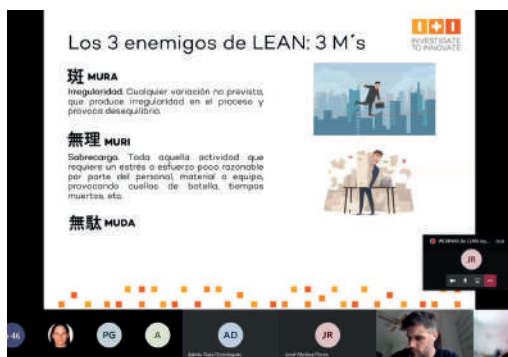 Los 3 enemigos de LEAN: 3 M´s
I+I
INVESTIGATE
TO INNOVATE
斑 MURA
Irregularidad. Cualquier variación no prevista,
que produce irregularidad en el proceso y
provoca desequilibrio.
無理 MURI
Sobrecarga. Toda aquella actividad que
requiere un estrés o esfuerzo poco razonable
por parte del personal, material o equipo,
provocando cuellos de botella, tiempos
muertos, etc.
無駄 MUDA
WEBINAR
JR
46
PG
A
AD
JR